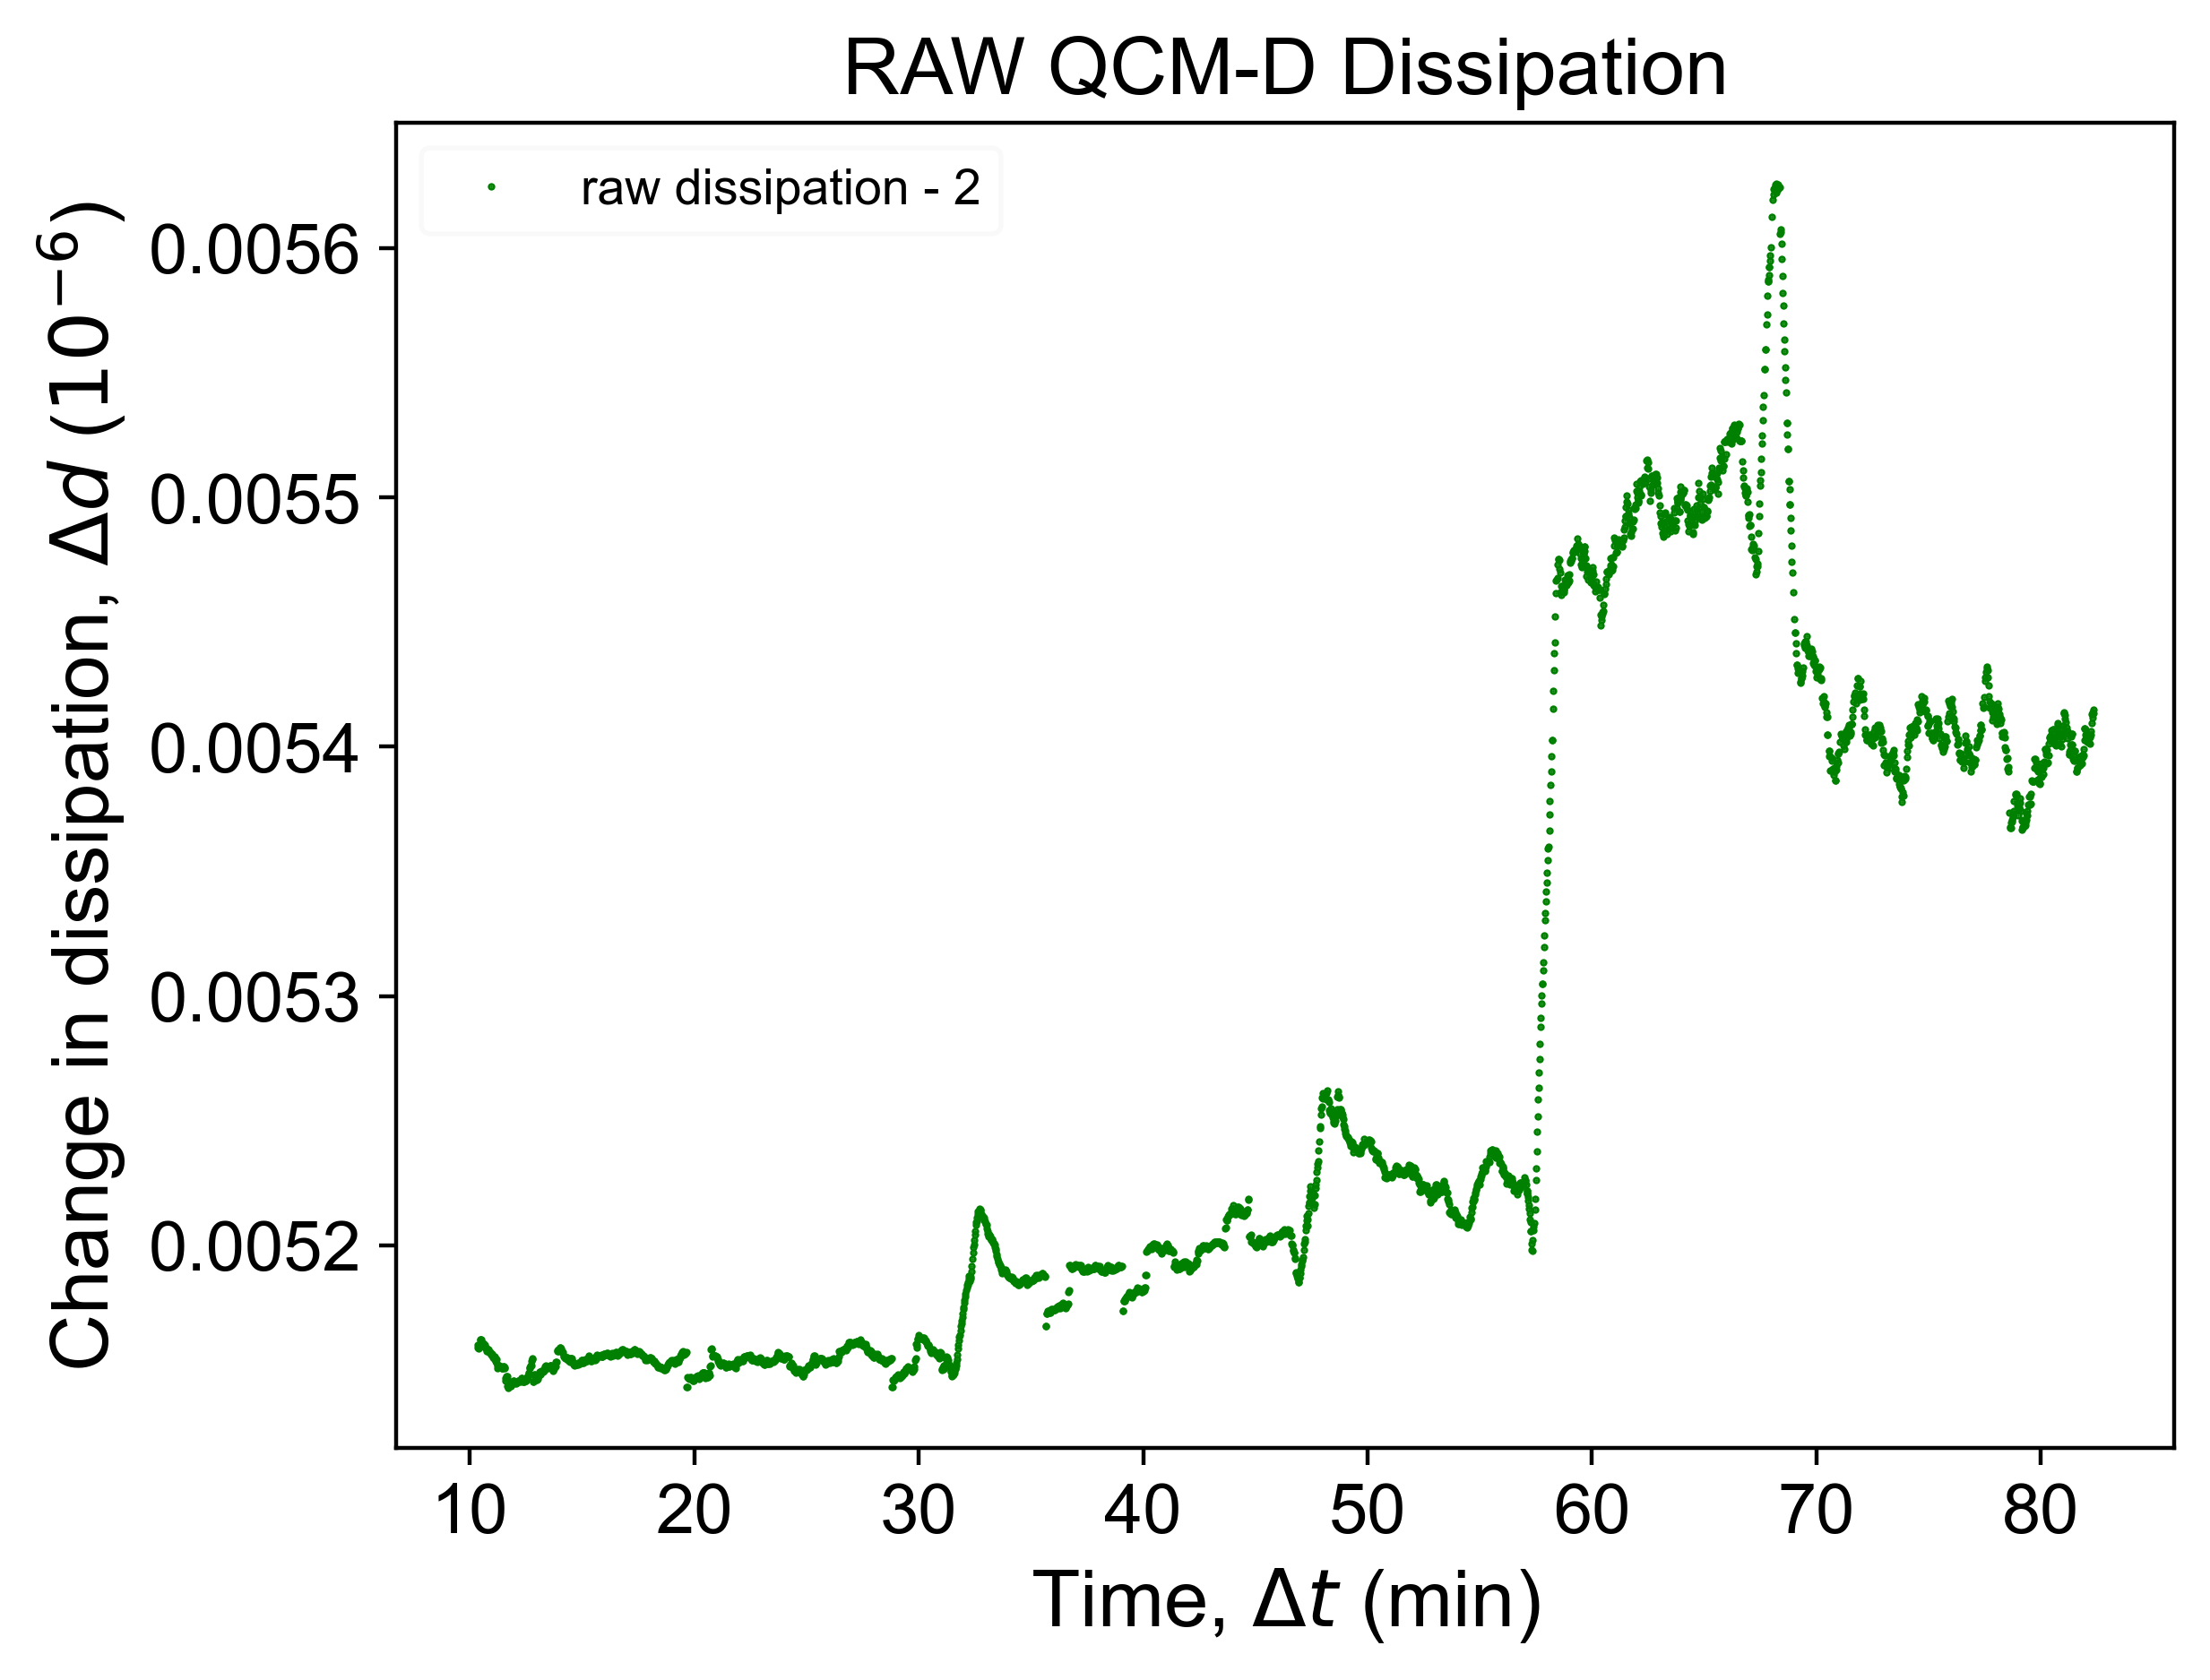 RAW QCM-D Dissipation
raw dissipation - 2
Change in dissipation, Δd (10⁻⁶)
0.0056
0.0055
0.0054
0.0053
0.0052
10 20 30 40 50 60 70 80
Time, Δt (min)